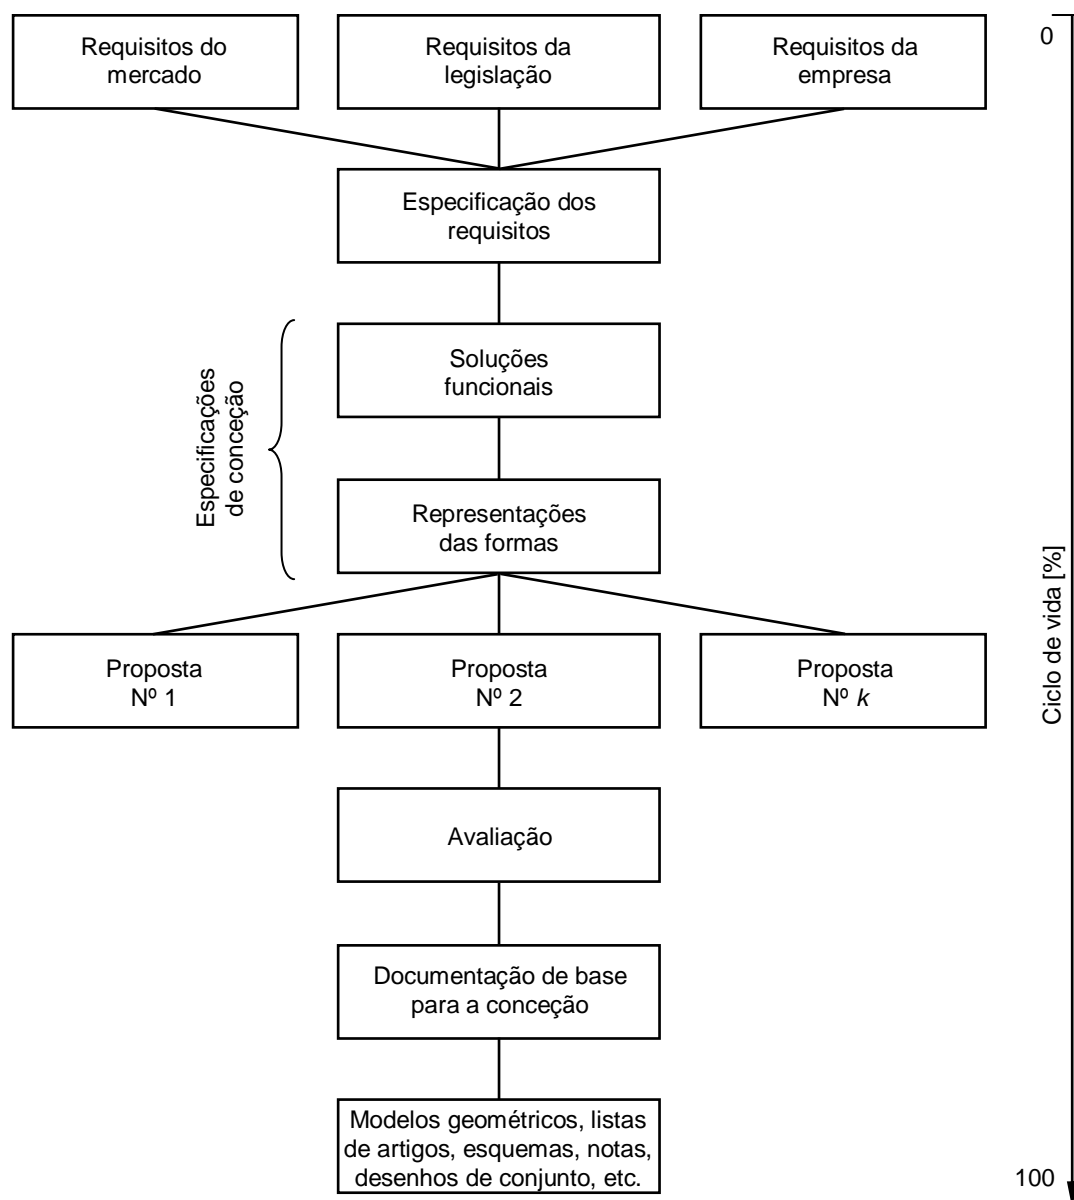 Requisitos do
mercado
Requisitos da
legislação
Requisitos da
empresa
0
Especificação dos
requisitos
Especificações
de conceção
Soluções
funcionais
Representações
das formas
Ciclo de vida [%]
Proposta
Nº 1
Proposta
Nº 2
Proposta
Nº k
Avaliação
Documentação de base
para a conceção
Modelos geométricos, listas
de artigos, esquemas, notas,
desenhos de conjunto, etc.
100